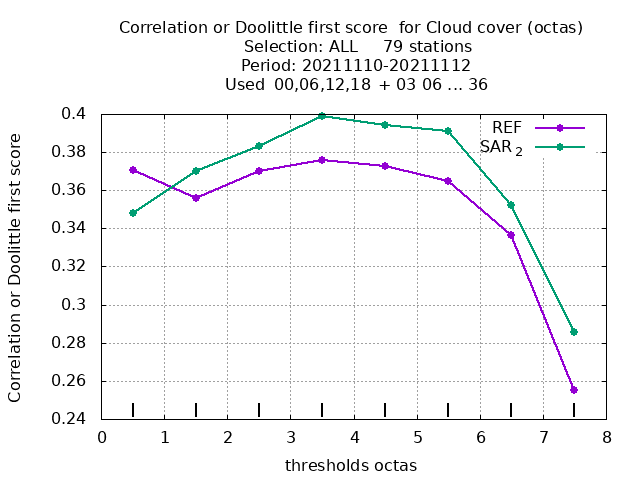 Correlation or Doolittle first score  for Cloud cover (octas)
Selection: ALL     79 stations
Period: 20211110-20211112
Used  00,06,12,18 + 03 06 ... 36
Correlation or Doolittle first score
0.4
0.38
0.36
0.34
0.32
0.3
0.28
0.26
0.24
REF
SAR 2
0 1 2 3 4 5 6 7 8
thresholds octas